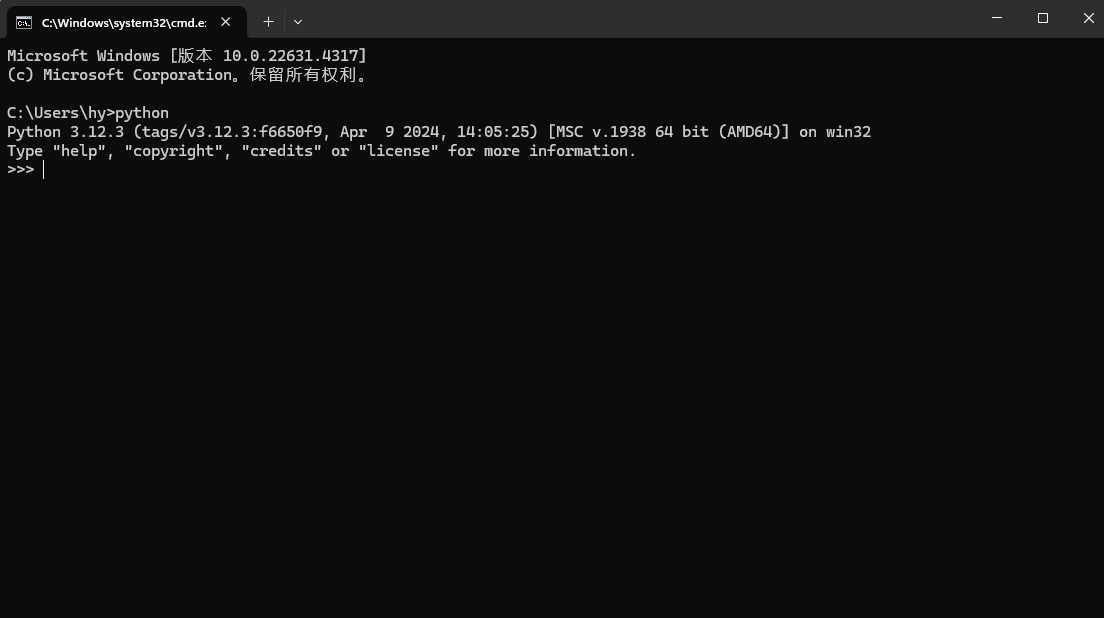 C:\Windows\system32\cmd.e
Microsoft Windows [版本 10.0.22631.4317]
(c) Microsoft Corporation。保留所有权利。
C:\Users\hy>python
Python 3.12.3 (tags/v3.12.3:f6650f9, Apr  9 2024, 14:05:25) [MSC v.1938 64 bit (AMD64)] on win32
Type "help", "copyright", "credits" or "license" for more information.
>>>